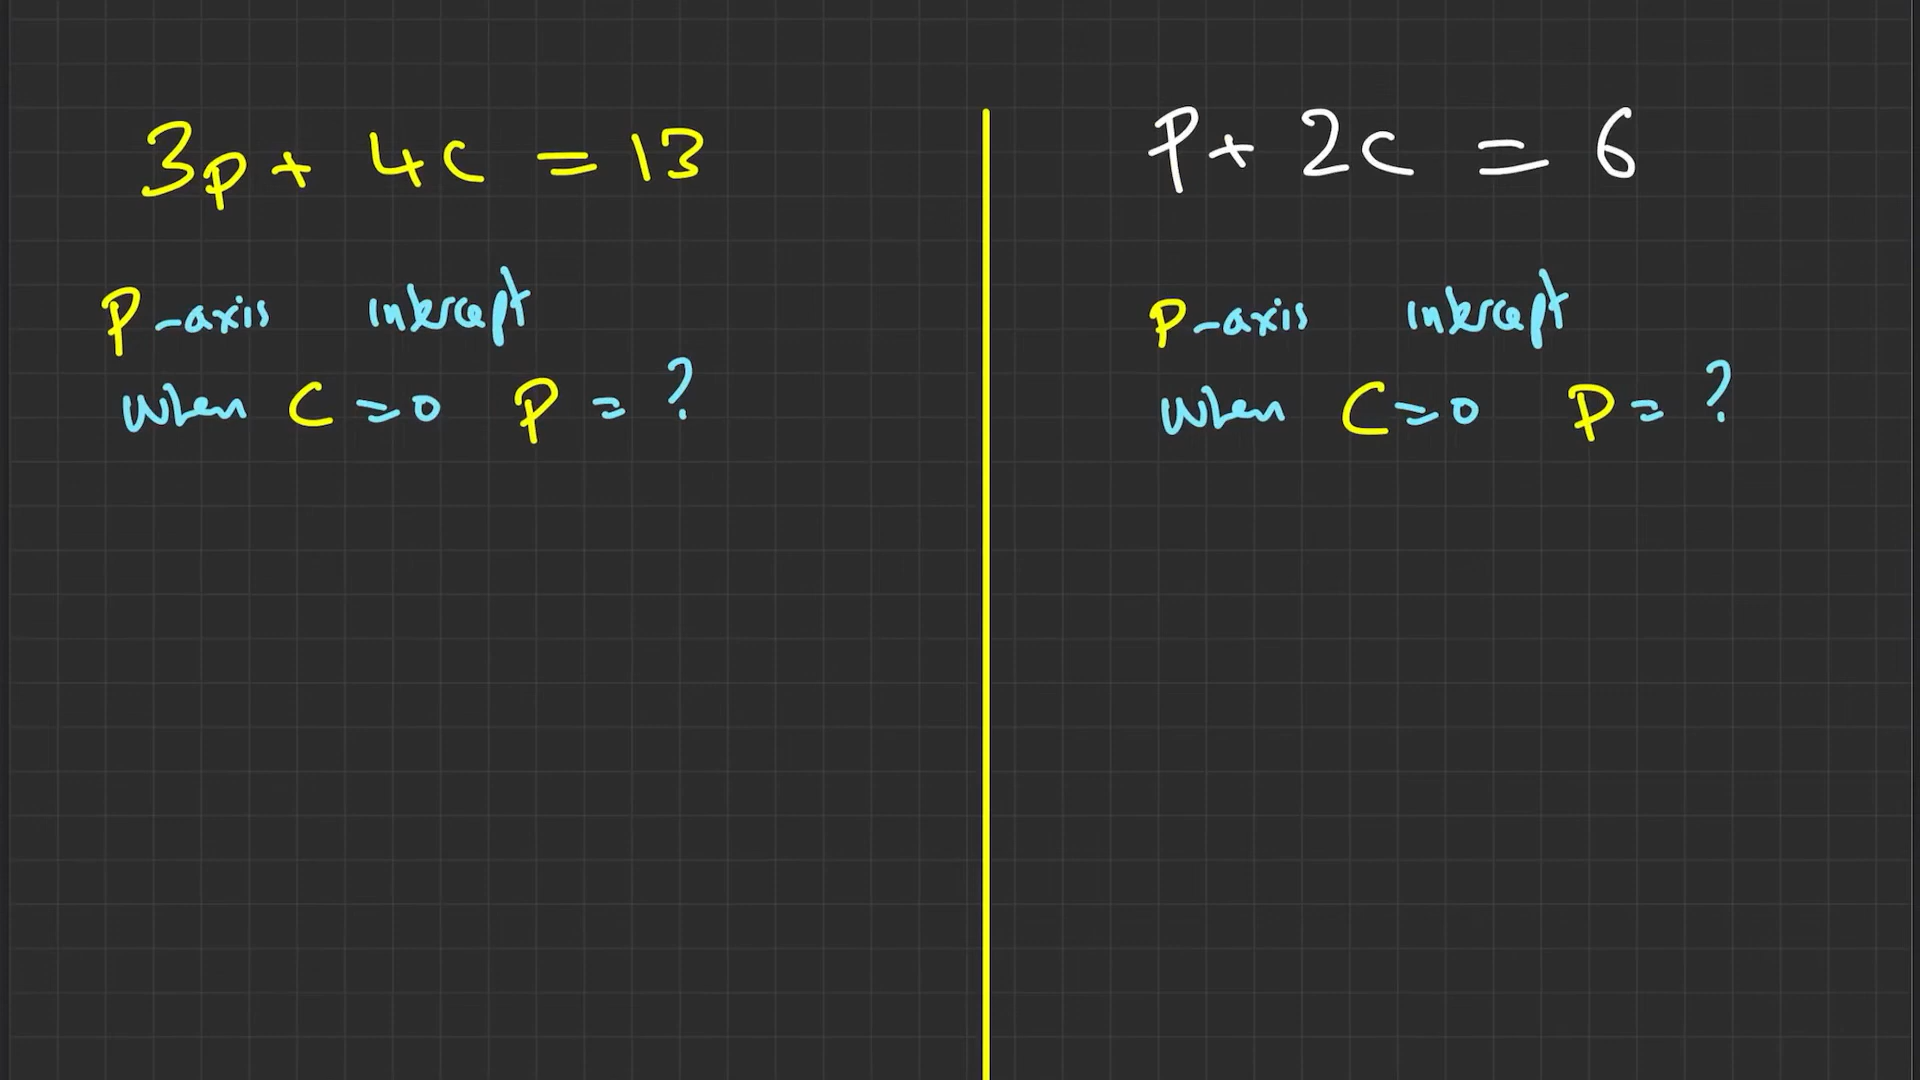 3p + 4c = 13
P-axis intercept
when C = 0 P = ?
P + 2c = 6
P-axis intercept
when C = 0 P = ?